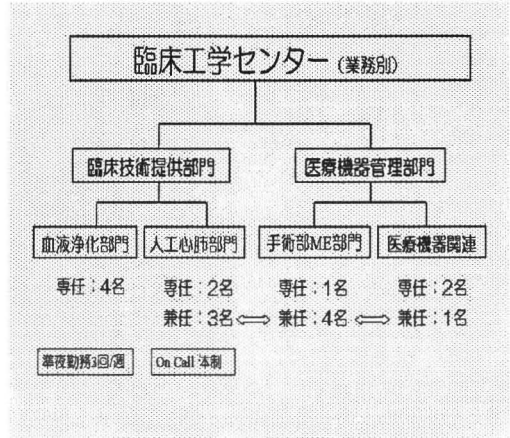 臨床工学センター (業務別)
臨床技術提供部門 医療機器管理部門
血液浄化部門 人工心肺部門 手術部ME部門 医療機器関連
専任：4名 専任：2名 専任：1名 専任：2名
兼任：3名⇔兼任：4名⇔兼任：1名
準夜勤務3回/週 On Call 体制